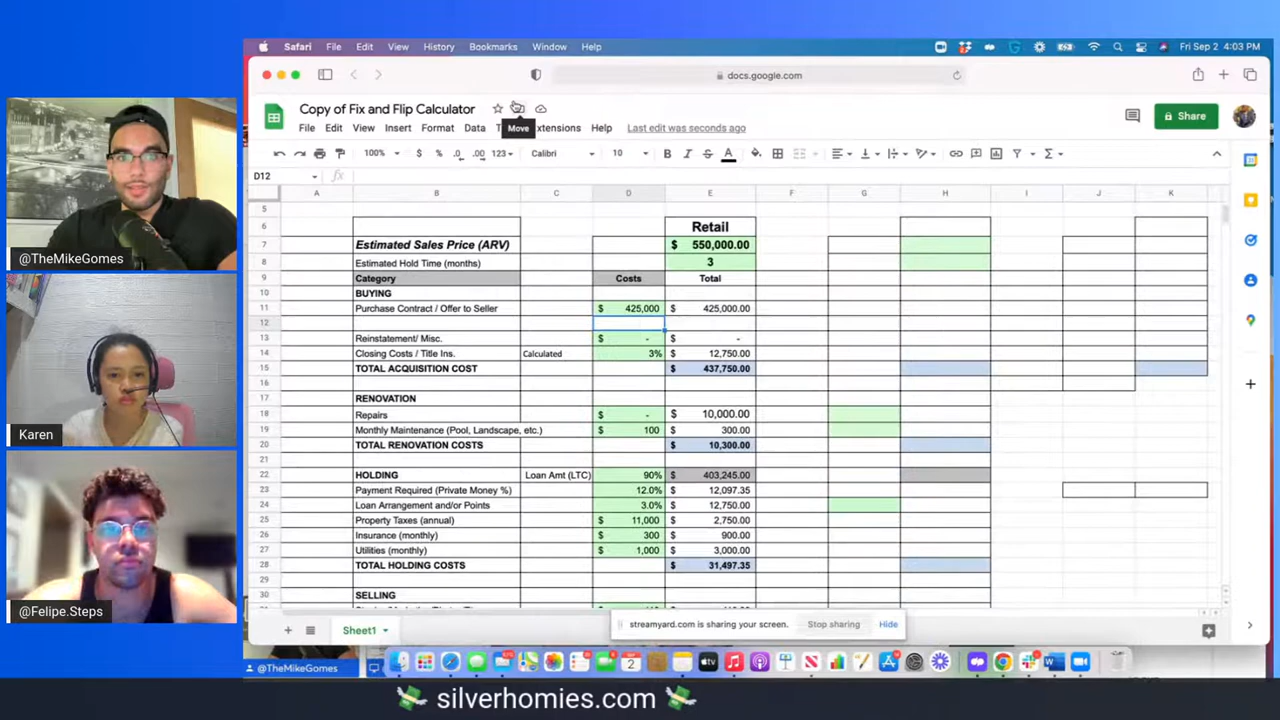 Safari File Edit View History Bookmarks Window Help Fri Sep 2 4:03 PM
docs.google.com
Copy of Fix and Flip Calculator
Move
File Edit View Insert Format Data Extensions Help Last edit was seconds ago
Share
100% $ % .0 .00 123 Calibri 10 B I S A
D12 fx
A B C D E F G H I J K
5
6 Retail
7 Estimated Sales Price (ARV) $ 550,000.00
8 Estimated Hold Time (months) 3
9 Category Costs Total
10 BUYING
11 Purchase Contract / Offer to Seller $ 425,000 $ 425,000.00
12
13 Reinstatement/ Misc. $ - $ -
14 Closing Costs / Title Ins. Calculated 3% $ 12,750.00
15 TOTAL ACQUISITION COST $ 437,750.00
16
17 RENOVATION
18 Repairs $ - $ 10,000.00
19 Monthly Maintenance (Pool, Landscape, etc.) $ 100 $ 300.00
20 TOTAL RENOVATION COSTS $ 10,300.00
21
22 HOLDING Loan Amt (LTC) 90% $ 403,245.00
23 Payment Required (Private Money %) 12.0% $ 12,097.35
24 Loan Arrangement and/or Points 3.0% $ 12,750.00
25 Property Taxes (annual) $ 11,000 $ 2,750.00
26 Insurance (monthly) $ 300 $ 900.00
27 Utilities (monthly) $ 1,000 $ 3,000.00
28 TOTAL HOLDING COSTS $ 31,497.35
29
30 SELLING
Sheet1
streamyard.com is sharing your screen. Stop sharing Hide
@TheMikeGomes
Karen
@Felipe.Steps
@TheMikeGomes
silverhomies.com